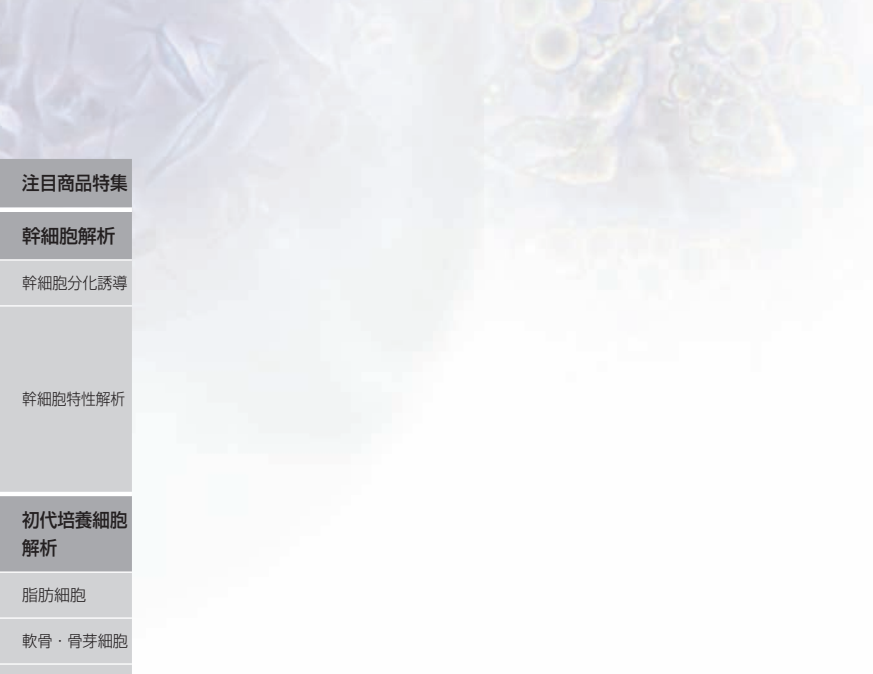 注目商品特集
幹細胞解析
幹細胞分化誘導
幹細胞特性解析
初代培養細胞
解析
脂肪細胞
軟骨・骨芽細胞